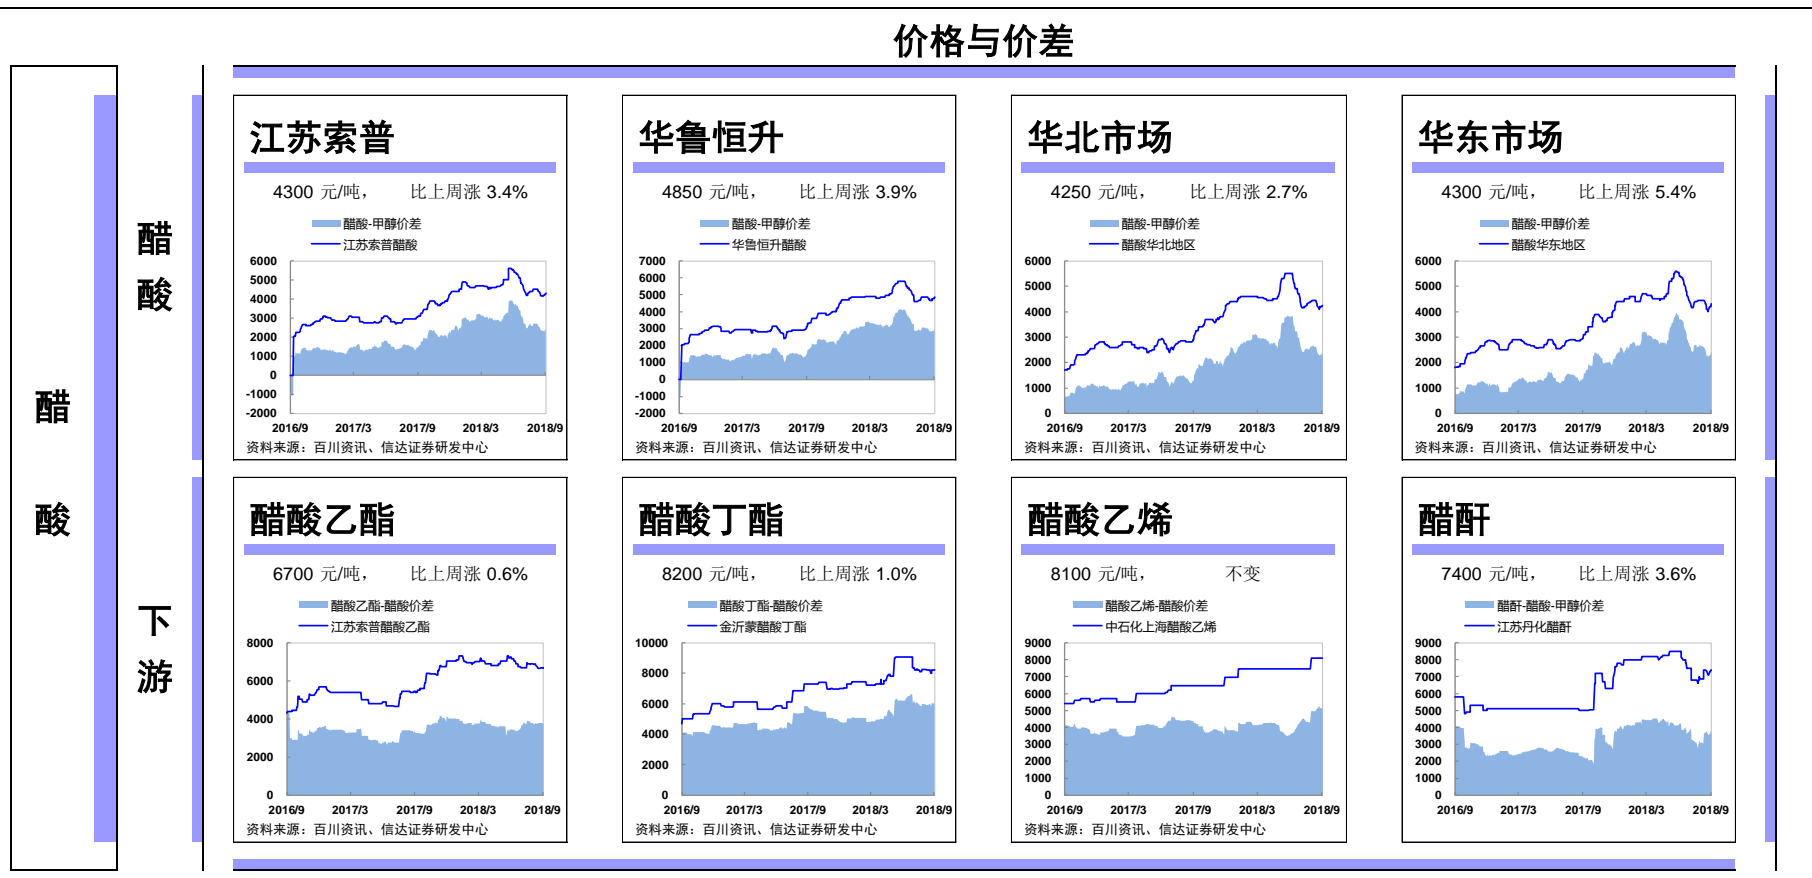 价格与价差
醋
酸
醋
酸
江苏索普
4300 元/吨， 比上周涨 3.4%
醋酸-甲醇价差
江苏索普醋酸
6000
5000
4000
3000
2000
1000
0
-1000
-2000
2016/9 2017/3 2017/9 2018/3 2018/9
资料来源：百川资讯、信达证券研发中心
华鲁恒升
4850 元/吨， 比上周涨 3.9%
醋酸-甲醇价差
华鲁恒升醋酸
7000
6000
5000
4000
3000
2000
1000
0
-1000
-2000
2016/9 2017/3 2017/9 2018/3 2018/9
资料来源：百川资讯、信达证券研发中心
华北市场
4250 元/吨， 比上周涨 2.7%
醋酸-甲醇价差
醋酸华北地区
6000
5000
4000
3000
2000
1000
0
2016/9 2017/3 2017/9 2018/3 2018/9
资料来源：百川资讯、信达证券研发中心
华东市场
4300 元/吨， 比上周涨 5.4%
醋酸-甲醇价差
醋酸华东地区
6000
5000
4000
3000
2000
1000
0
2016/9 2017/3 2017/9 2018/3 2018/9
资料来源：百川资讯、信达证券研发中心
下
游
醋酸乙酯
6700 元/吨， 比上周涨 0.6%
醋酸乙酯-醋酸价差
江苏索普醋酸乙酯
8000
6000
4000
2000
0
2016/9 2017/3 2017/9 2018/3 2018/9
资料来源：百川资讯、信达证券研发中心
醋酸丁酯
8200 元/吨， 比上周涨 1.0%
醋酸丁酯-醋酸价差
金沂蒙醋酸丁酯
10000
8000
6000
4000
2000
0
2016/9 2017/3 2017/9 2018/3 2018/9
资料来源：百川资讯、信达证券研发中心
醋酸乙烯
8100 元/吨， 不变
醋酸乙烯-醋酸价差
中石化上海醋酸乙烯
9000
8000
7000
6000
5000
4000
3000
2000
1000
0
2016/9 2017/3 2017/9 2018/3 2018/9
资料来源：百川资讯、信达证券研发中心
醋酐
7400 元/吨， 比上周涨 3.6%
醋酐-醋酸-甲醇价差
江苏丹化醋酐
9000
8000
7000
6000
5000
4000
3000
2000
1000
0
2016/9 2017/3 2017/9 2018/3 2018/9
资料来源：百川资讯、信达证券研发中心